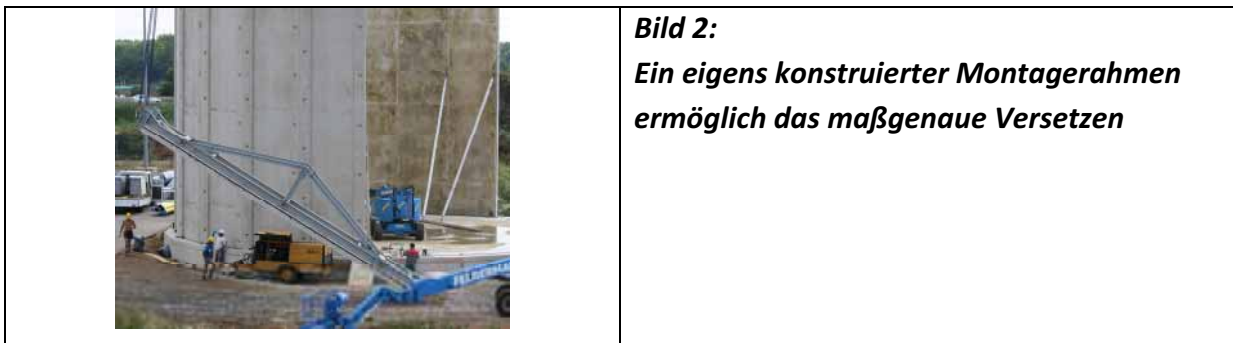 Bild 2:
Ein eigens konstruierter Montagerahmen
ermöglich das maßgenaue Versetzen